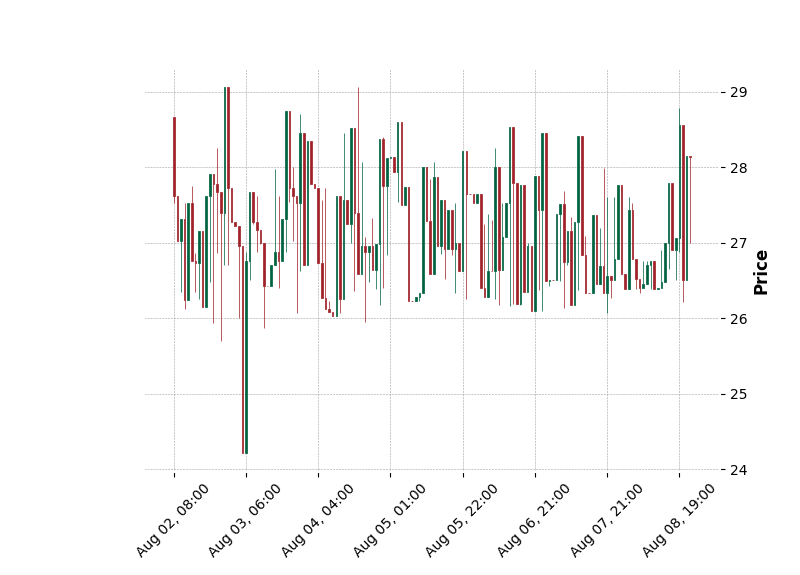 29
28
27
26
25
24
Price
Aug 02, 08:00
Aug 03, 06:00
Aug 04, 04:00
Aug 05, 01:00
Aug 05, 22:00
Aug 06, 21:00
Aug 07, 21:00
Aug 08, 19:00